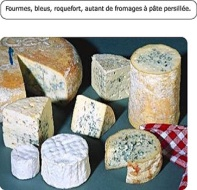 Fourmes, bleus, roquefort, autant de fromages à pâte persillée.